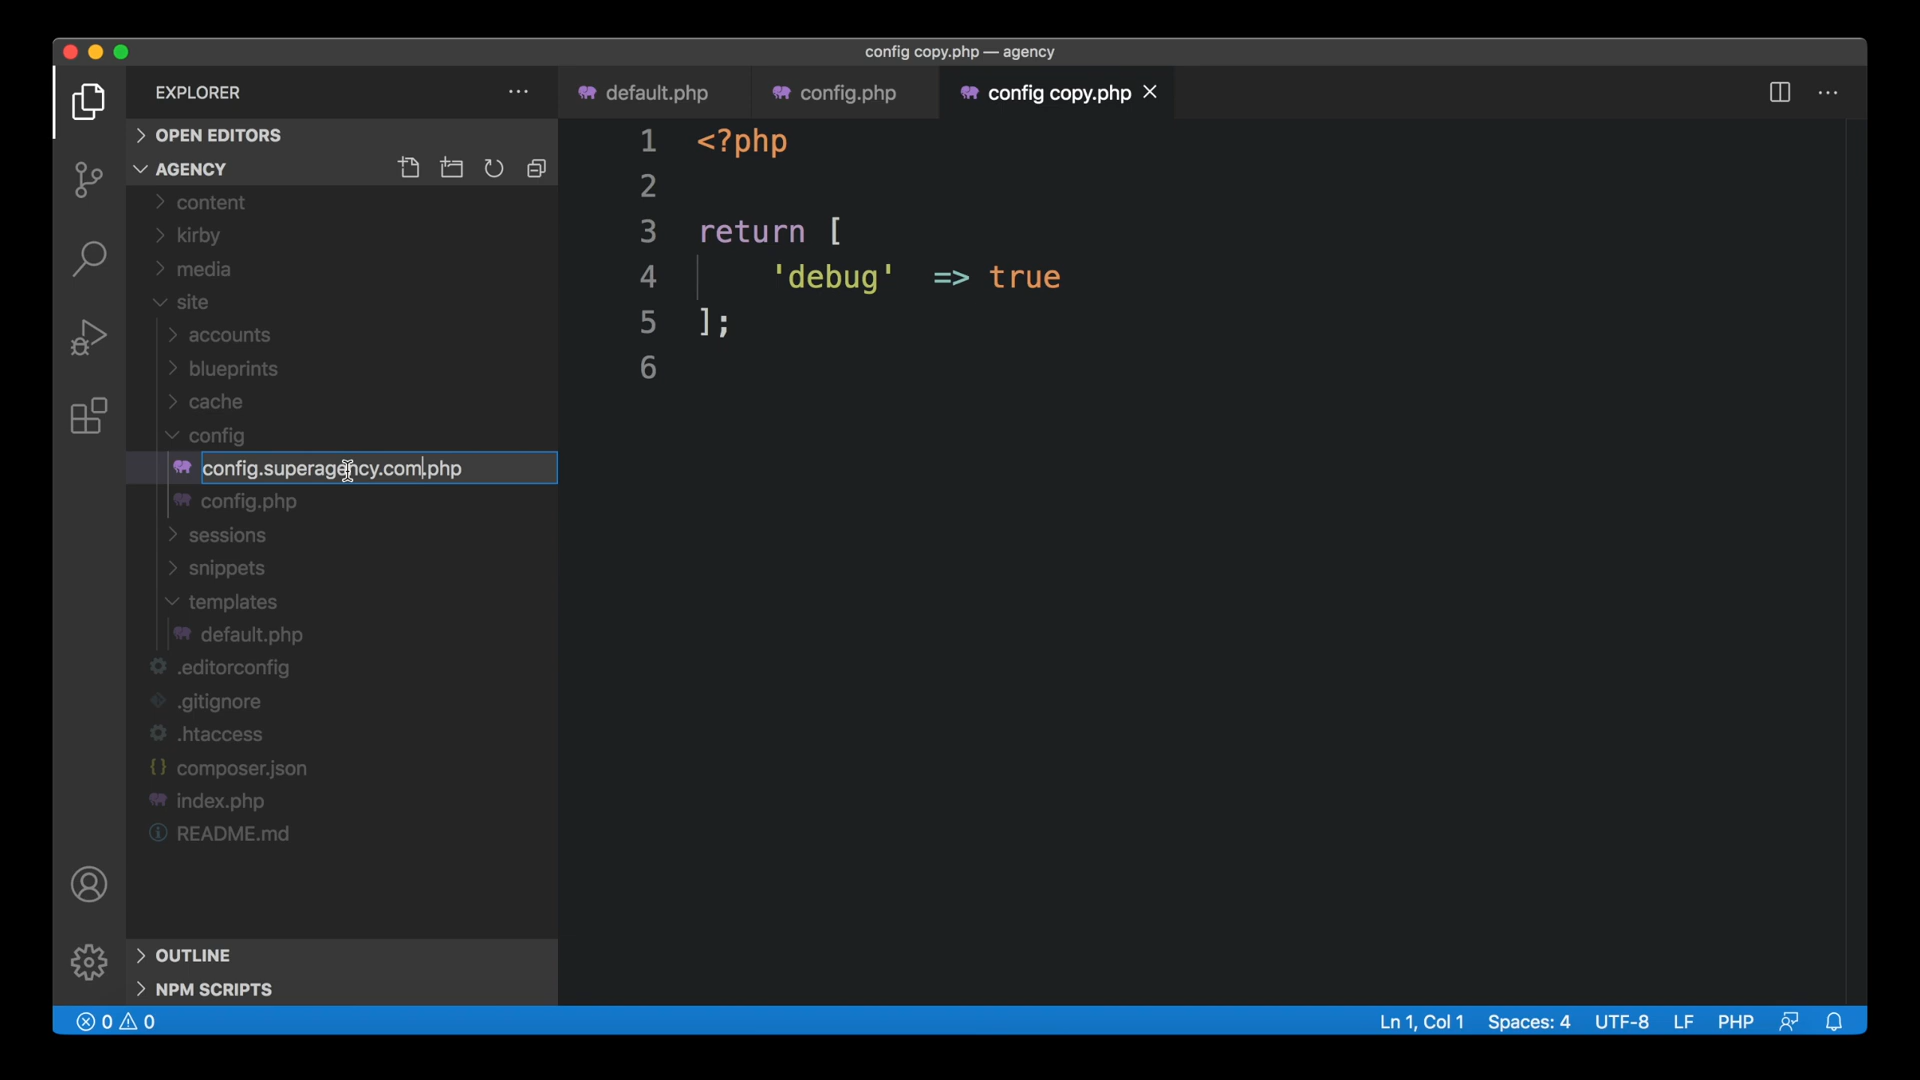 config copy.php — agency
EXPLORER
OPEN EDITORS
AGENCY
content
kirby
media
site
accounts
blueprints
cache
config
config.superagency.com.php
config.php
sessions
snippets
templates
default.php
.editorconfig
.gitignore
.htaccess
{} composer.json
index.php
README.md
OUTLINE
NPM SCRIPTS
default.php
config.php
config copy.php
1 <?php
2
3 return [
4 'debug' => true
5 ];
6
0 0
Ln 1, Col 1
Spaces: 4
UTF-8
LF
PHP